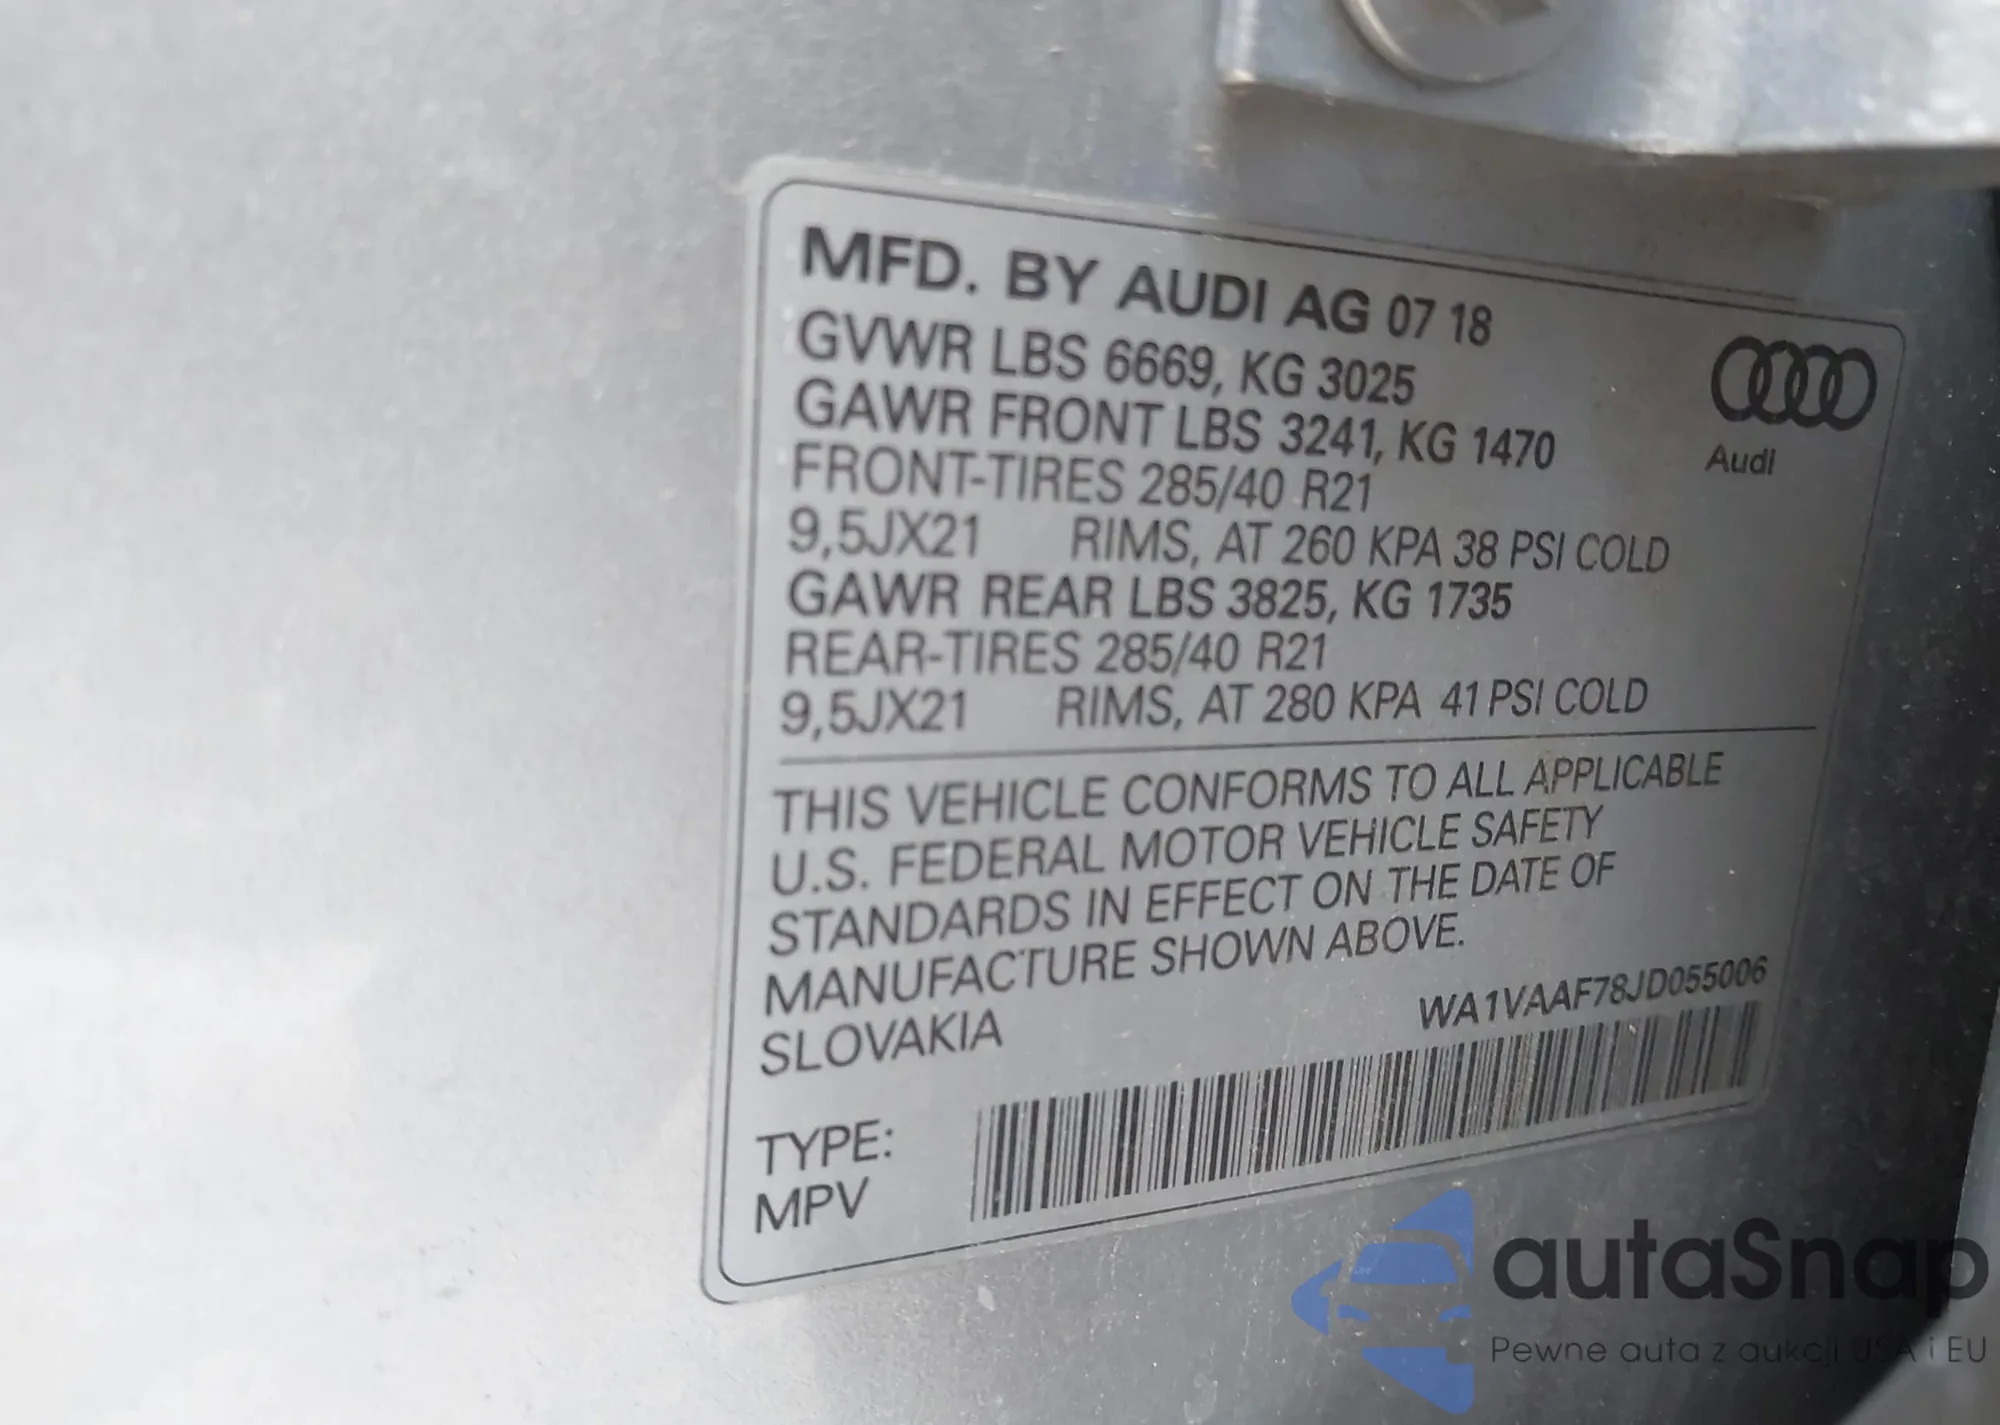 MFD. BY AUDI AG 07 18
GVWR LBS 6669, KG 3025
GAWR FRONT LBS 3241, KG 1470
FRONT-TIRES 285/40 R21
9,5JX21 RIMS, AT 260 KPA 38 PSI COLD
GAWR REAR LBS 3825, KG 1735
REAR-TIRES 285/40 R21
9,5JX21 RIMS, AT 280 KPA 41 PSI COLD
Audi
THIS VEHICLE CONFORMS TO ALL APPLICABLE
U.S. FEDERAL MOTOR VEHICLE SAFETY
STANDARDS IN EFFECT ON THE DATE OF
MANUFACTURE SHOWN ABOVE.
SLOVAKIA WA1VAAF78JD055006
TYPE:
MPV
autaSnap
Pewne auta z aukcji USA i EU